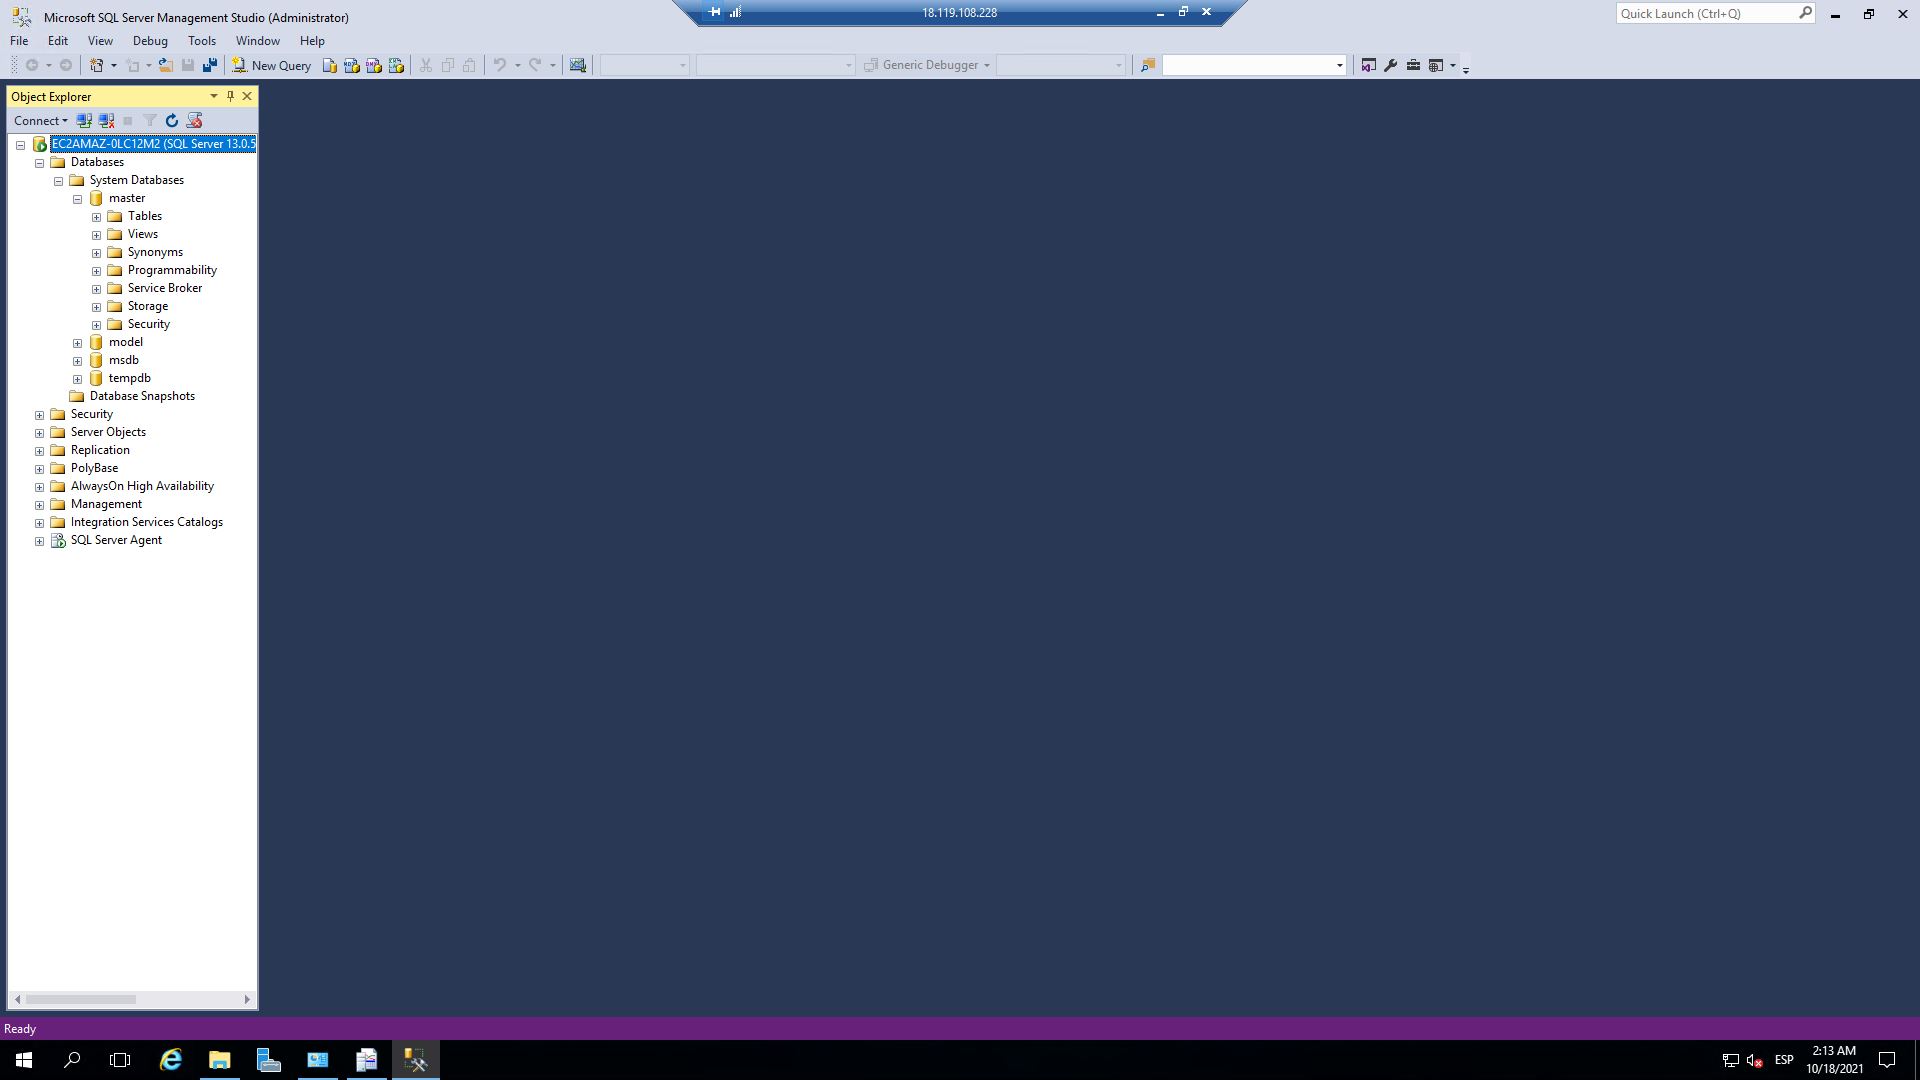 Microsoft SQL Server Management Studio (Administrator)
18.119.108.228
Quick Launch (Ctrl+Q)
File Edit View Debug Tools Window Help
New Query
Generic Debugger
Object Explorer
Connect
EC2AMAZ-0LC12M2 (SQL Server 13.0.5
Databases
System Databases
master
Tables
Views
Synonyms
Programmability
Service Broker
Storage
Security
model
msdb
tempdb
Database Snapshots
Security
Server Objects
Replication
PolyBase
AlwaysOn High Availability
Management
Integration Services Catalogs
SQL Server Agent
Ready
ESP
2:13 AM
10/18/2021